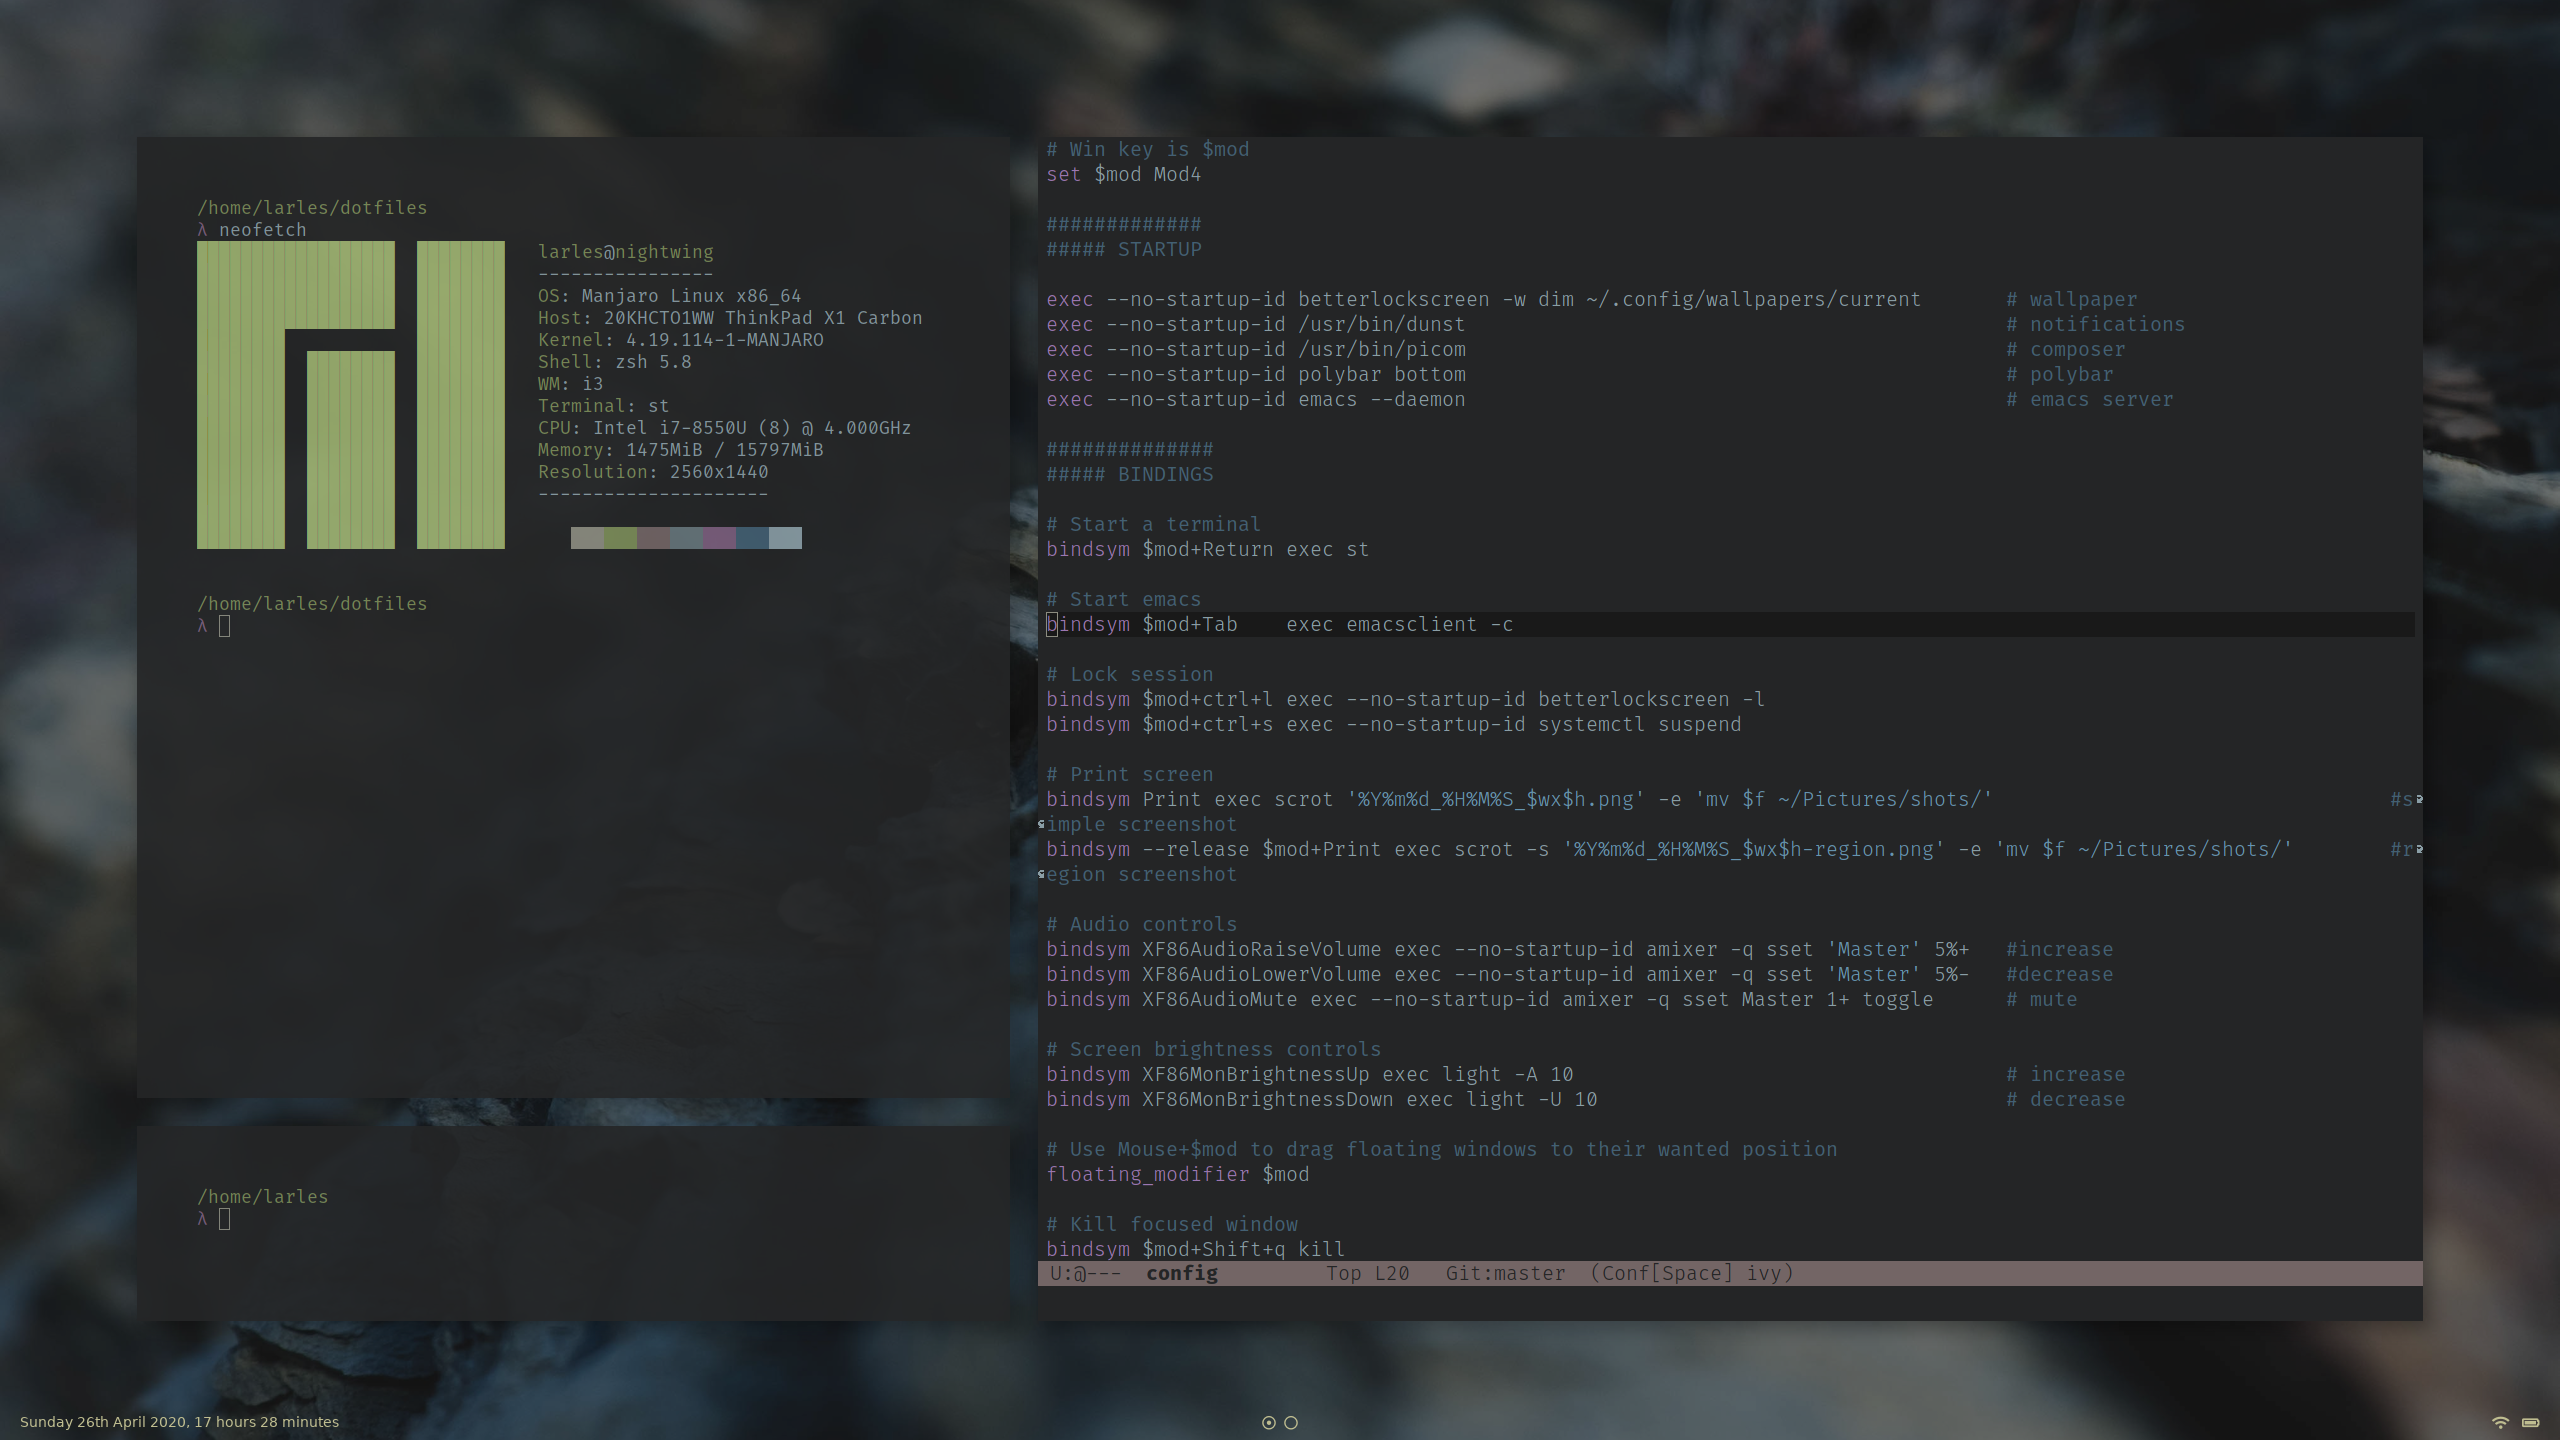 /home/larles/dotfiles
λ neofetch
larles@nightwing
----------------
OS: Manjaro Linux x86_64
Host: 20KHCTO1WW ThinkPad X1 Carbon
Kernel: 4.19.114-1-MANJARO
Shell: zsh 5.8
WM: i3
Terminal: st
CPU: Intel i7-8550U (8) @ 4.000GHz
Memory: 1475MiB / 15797MiB
Resolution: 2560x1440
---------------------
/home/larles/dotfiles
λ
/home/larles
λ
# Win key is $mod
set $mod Mod4
#############
##### STARTUP
exec --no-startup-id betterlockscreen -w dim ~/.config/wallpapers/current # wallpaper
exec --no-startup-id /usr/bin/dunst # notifications
exec --no-startup-id /usr/bin/picom # composer
exec --no-startup-id polybar bottom # polybar
exec --no-startup-id emacs --daemon # emacs server
##############
##### BINDINGS
# Start a terminal
bindsym $mod+Return exec st
# Start emacs
bindsym $mod+Tab    exec emacsclient -c
# Lock session
bindsym $mod+ctrl+l exec --no-startup-id betterlockscreen -l
bindsym $mod+ctrl+s exec --no-startup-id systemctl suspend
# Print screen
bindsym Print exec scrot '%Y%m%d_%H%M%S_$wx$h.png' -e 'mv $f ~/Pictures/shots/' #s
imple screenshot
bindsym --release $mod+Print exec scrot -s '%Y%m%d_%H%M%S_$wx$h-region.png' -e 'mv $f ~/Pictures/shots/' #r
egion screenshot
# Audio controls
bindsym XF86AudioRaiseVolume exec --no-startup-id amixer -q sset 'Master' 5%+ #increase
bindsym XF86AudioLowerVolume exec --no-startup-id amixer -q sset 'Master' 5%- #decrease
bindsym XF86AudioMute exec --no-startup-id amixer -q sset Master 1+ toggle # mute
# Screen brightness controls
bindsym XF86MonBrightnessUp exec light -A 10 # increase
bindsym XF86MonBrightnessDown exec light -U 10 # decrease
# Use Mouse+$mod to drag floating windows to their wanted position
floating_modifier $mod
# Kill focused window
bindsym $mod+Shift+q kill
U:@--- config Top L20 Git:master (Conf[Space] ivy)
Sunday 26th April 2020, 17 hours 28 minutes